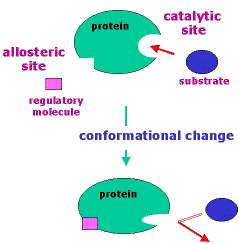 protein
catalytic
site
allosteric
site
substrate
regulatory
molecule
conformational change
protein